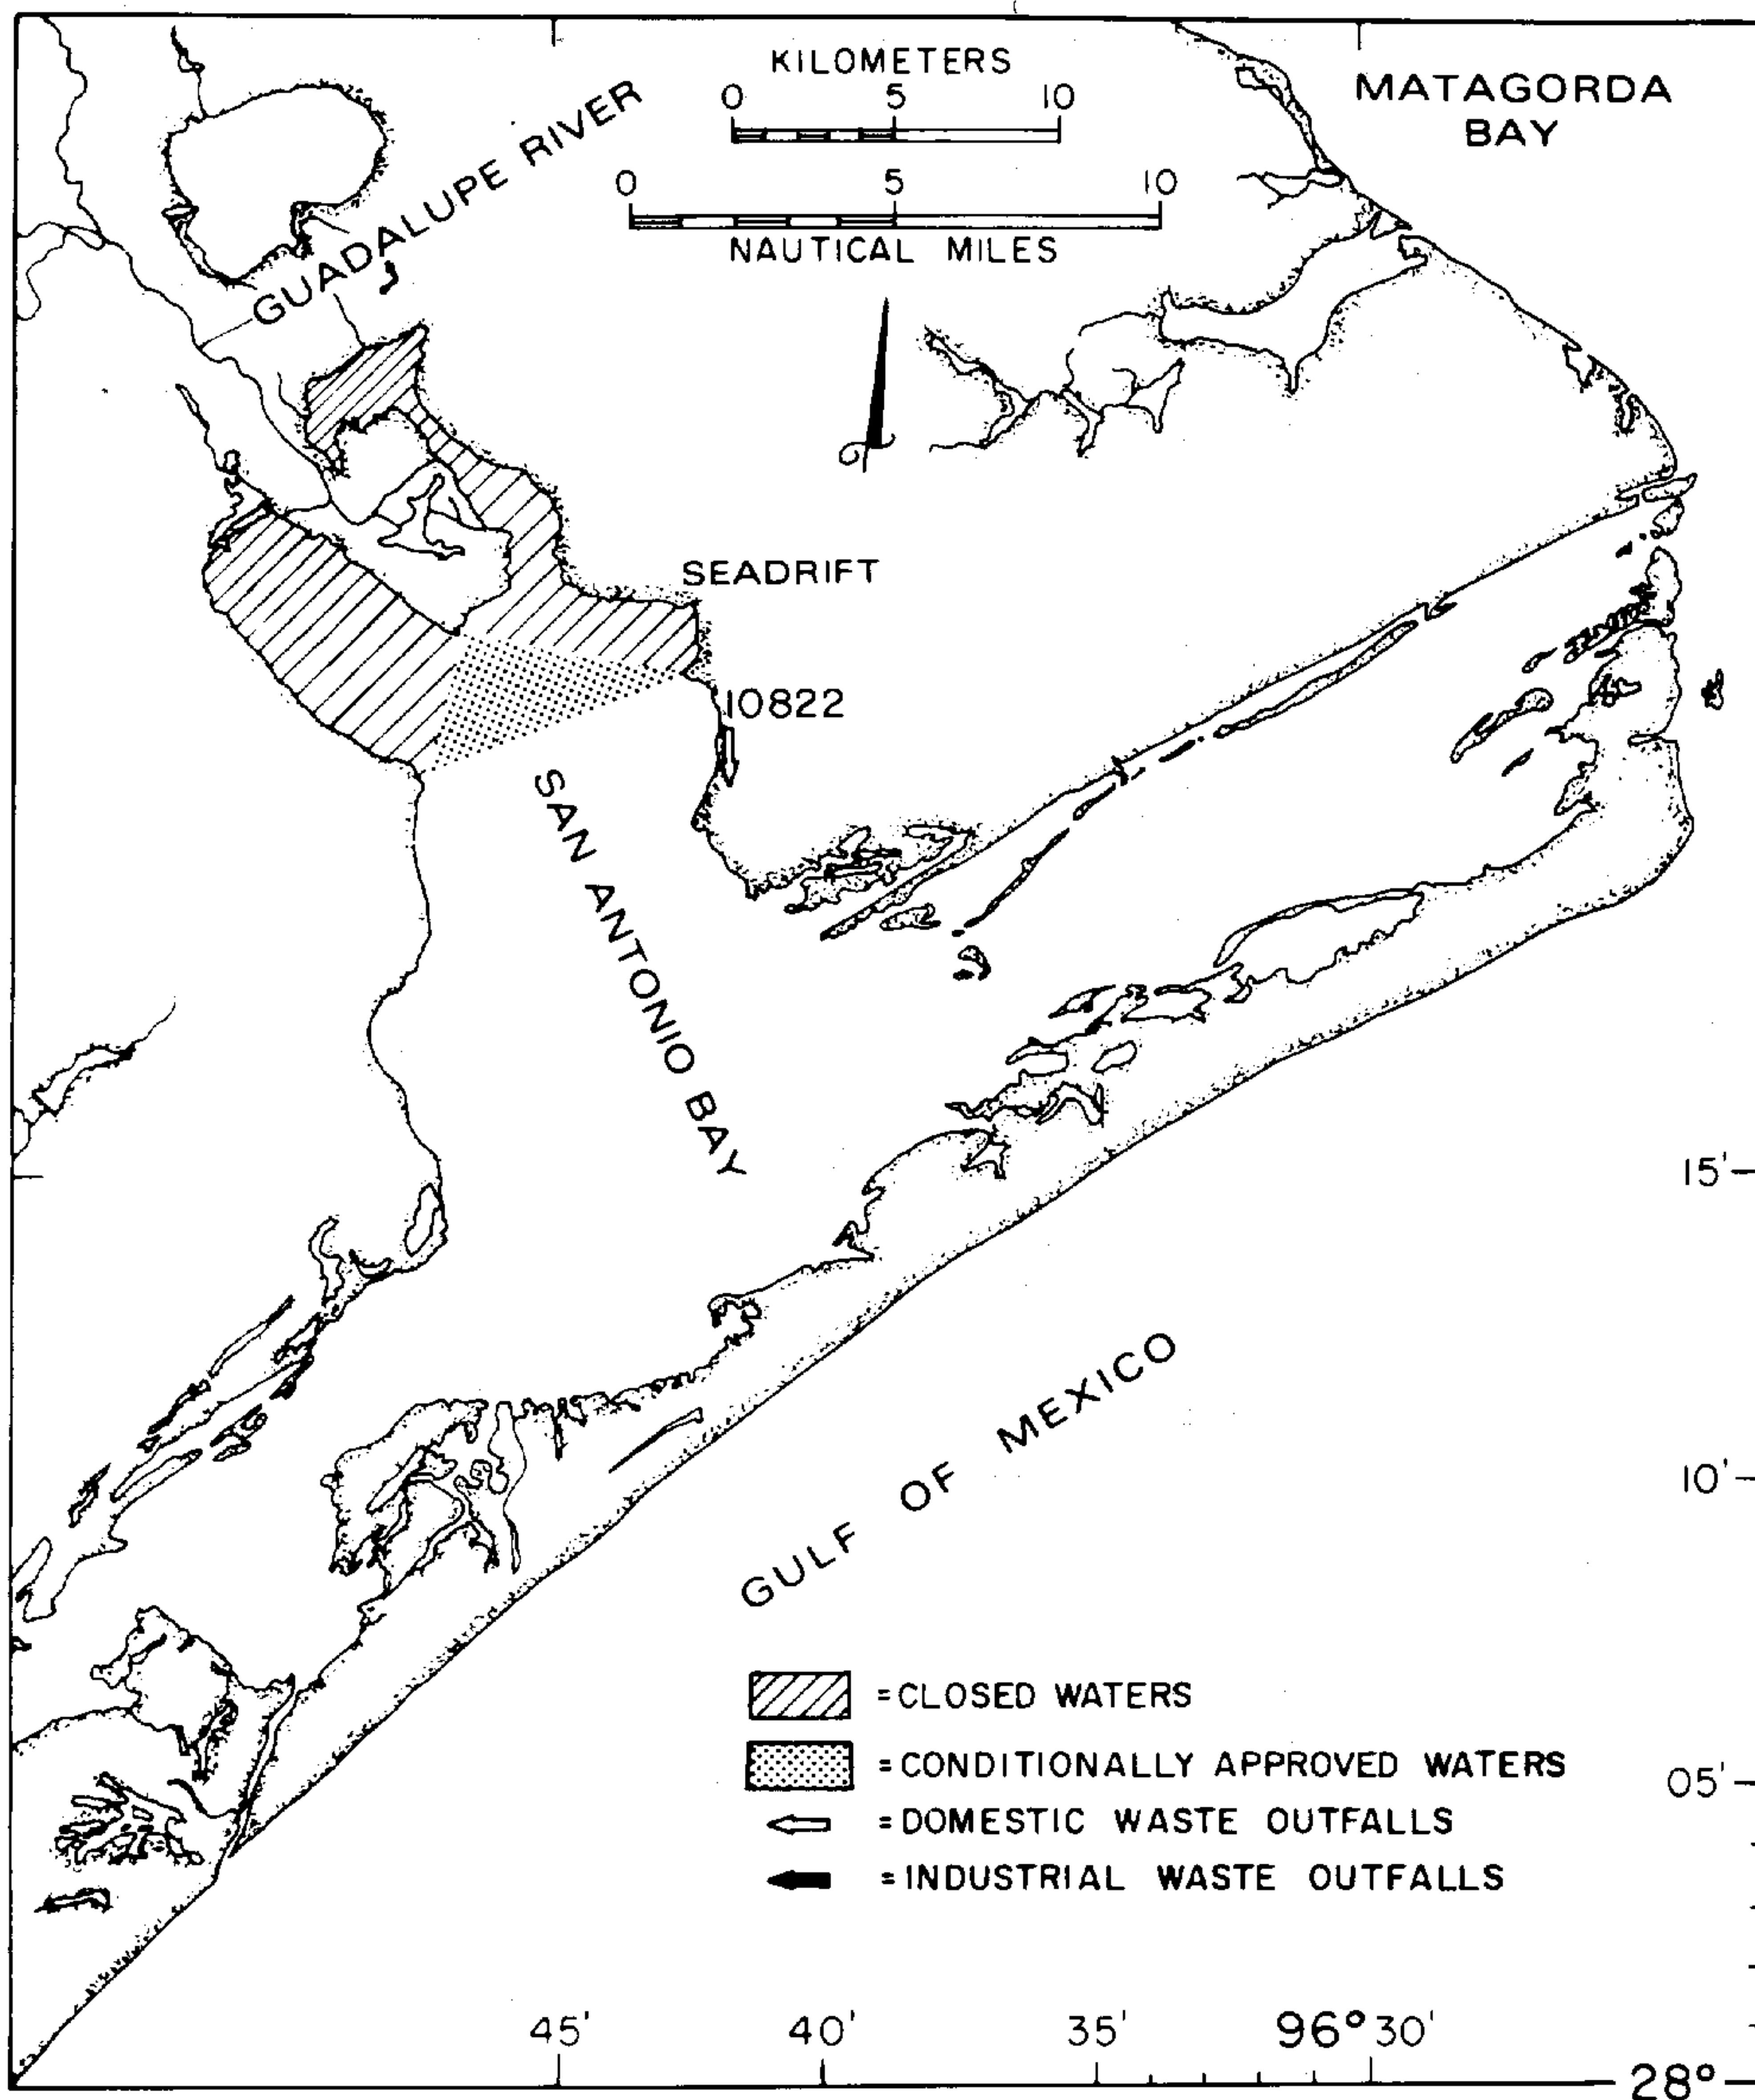 KILOMETERS
0 5 10
0 5 10
NAUTICAL MILES
MATAGORDA
BAY
GUADALUPE RIVER
SEADRIFT
10822
SAN ANTONIO BAY
15'
GULF OF MEXICO
10'
=CLOSED WATERS
=CONDITIONALLY APPROVED WATERS
05'
=DOMESTIC WASTE OUTFALLS
=INDUSTRIAL WASTE OUTFALLS
45' 40' 35' 96°30'
28°